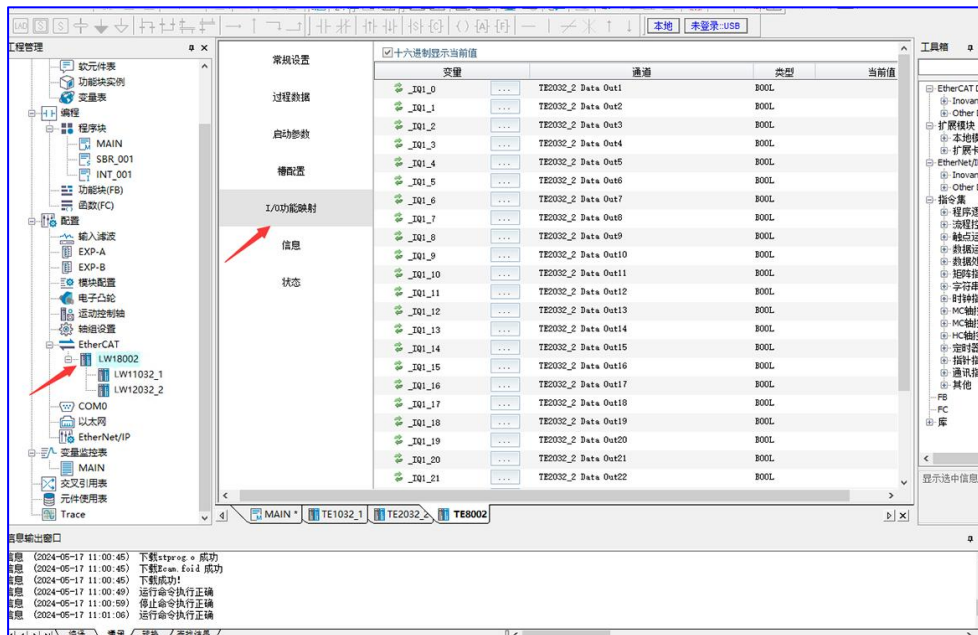 本地 未登录::USB
工程管理
软元件表
功能块实例
变量表
编程
程序块
MAIN
SBR_001
INT_001
功能块(FB)
函数(FC)
配置
输入滤波
EXP-A
EXP-B
模块配置
电子凸轮
运动控制轴
轴组设置
EtherCAT
LW18002
LW11032_1
LW12032_2
COM0
以太网
EtherNet/IP
变量监控表
MAIN
交叉引用表
元件使用表
Trace
常规设置
过程数据
启动参数
槽配置
I/O功能映射
信息
状态
十六进制显示当前值
变量 通道 类型 当前值
_IQ1_0 ... TE2032_2 Data Out1 BOOL
_IQ1_1 ... TE2032_2 Data Out2 BOOL
_IQ1_2 ... TE2032_2 Data Out3 BOOL
_IQ1_3 ... TE2032_2 Data Out4 BOOL
_IQ1_4 ... TE2032_2 Data Out5 BOOL
_IQ1_5 ... TE2032_2 Data Out6 BOOL
_IQ1_6 ... TE2032_2 Data Out7 BOOL
_IQ1_7 ... TE2032_2 Data Out8 BOOL
_IQ1_8 ... TE2032_2 Data Out9 BOOL
_IQ1_9 ... TE2032_2 Data Out10 BOOL
_IQ1_10 ... TE2032_2 Data Out11 BOOL
_IQ1_11 ... TE2032_2 Data Out12 BOOL
_IQ1_12 ... TE2032_2 Data Out13 BOOL
_IQ1_13 ... TE2032_2 Data Out14 BOOL
_IQ1_14 ... TE2032_2 Data Out15 BOOL
_IQ1_15 ... TE2032_2 Data Out16 BOOL
_IQ1_16 ... TE2032_2 Data Out17 BOOL
_IQ1_17 ... TE2032_2 Data Out18 BOOL
_IQ1_18 ... TE2032_2 Data Out19 BOOL
_IQ1_19 ... TE2032_2 Data Out20 BOOL
_IQ1_20 ... TE2032_2 Data Out21 BOOL
_IQ1_21 ... TE2032_2 Data Out22 BOOL
MAIN * TE1032_1 TE2032_2 TE8002
工具箱
EtherCAT
Inovan
Other
扩展模块
本地模
扩展卡
EtherNet/I
Inovan
Other
指令集
程序逻
流程控
触点运
数据运
数据处
矩阵指
字符串
时钟指
MC轴控
MC轴
HC轴控
定时器
指针指
通讯指
其他
FB
FC
库
显示选中信息
信息输出窗口
信息 (2024-05-17 11:00:45) 下载stprog.o 成功
信息 (2024-05-17 11:00:45) 下载Ecam.foid 成功
信息 (2024-05-17 11:00:45) 下载成功!
信息 (2024-05-17 11:00:49) 运行命令执行正确
信息 (2024-05-17 11:00:59) 停止命令执行正确
信息 (2024-05-17 11:01:06) 运行命令执行正确